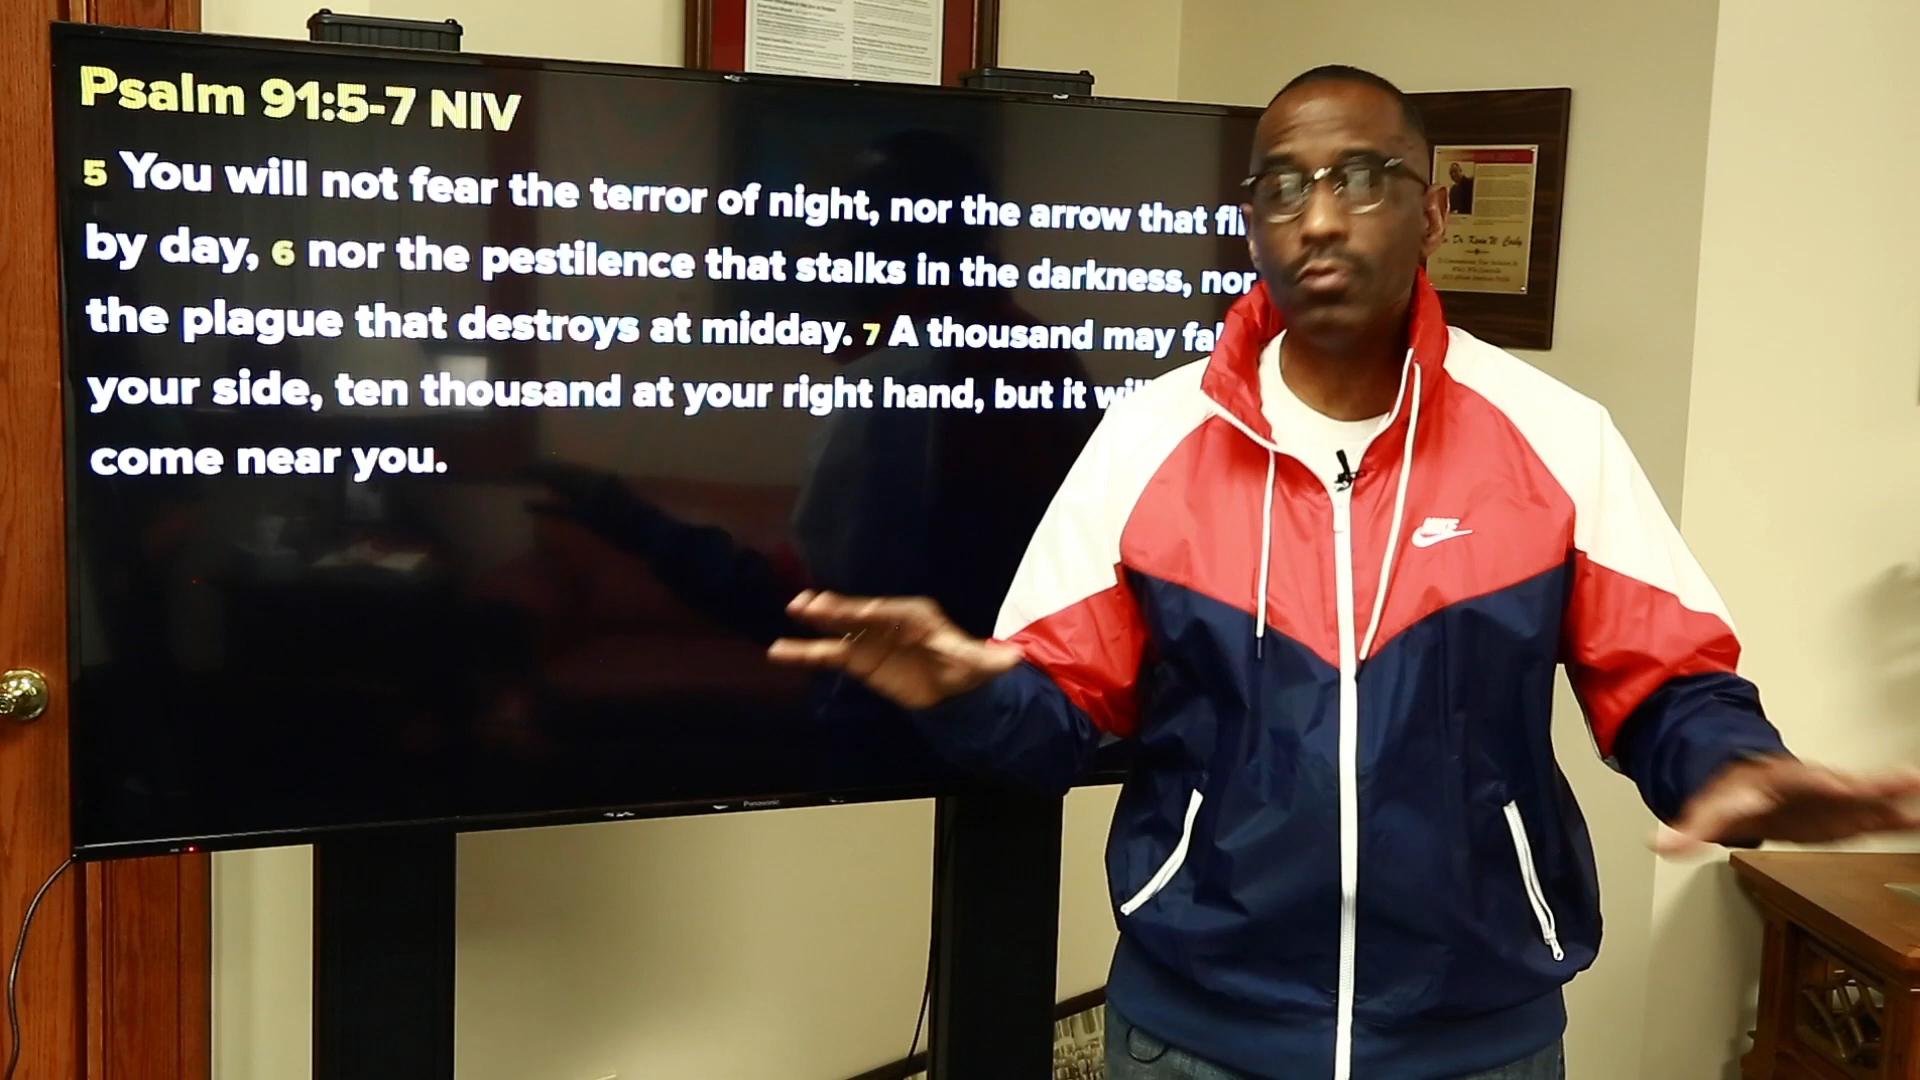 Psalm 91:5-7 NIV
5 You will not fear the terror of night, nor the arrow that
by day, 6 nor the pestilence that stalks in the darkness, nor
the plague that destroys at midday. 7 A thousand may
your side, ten thousand at your right hand, but it
come near you.
NIKE
Panasonic